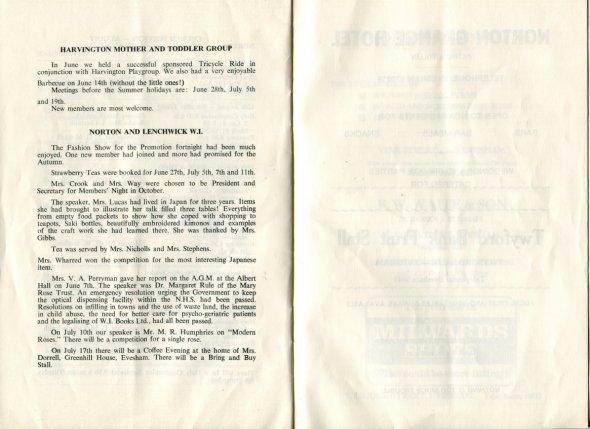 HARVINGTON MOTHER AND TODDLER GROUP
In June we held a successful sponsored Tricycle Ride in
conjunction with Harvington Playgroup. We also had a very enjoyable
Barbecue on June 14th (without the little ones!)
Meetings before the Summer holidays are: June 28th, July 5th
and 19th.
New members are most welcome.
NORTON AND LENCHWICK W.I.
The Fashion Show for the Promotion fortnight had been much
enjoyed. One new member had joined and more had promised for the
Autumn.
Strawberry Teas were booked for June 27th, July 5th, 7th and 11th.
Mrs. Crook and Mrs. Way were chosen to be President and
Secretary for Members' Night in October.
The speaker, Mrs. Lucas had lived in Japan for three years. Items
she had brought to illustrate her talk filled three tables! Everything
from empty food packets to show how she coped with shopping to
teapots, Saki bottles, beautifully embroidered kimonos and examples
of the craft work she had learned there. She was thanked by Mrs.
Gibbs.
Tea was served by Mrs. Nicholls and Mrs. Stephens.
Mrs. Wharred won the competition for the most interesting Japanese
item.
Mrs. V. A. Perryman gave her report on the A.G.M. at the Albert
Hall on June 7th. The speaker was Dr. Margaret Rule of the Mary
Rose Trust. An emergency resolution urging the Government to keep
the optical dispensing facility within the N.H.S. had been passed.
Resolutions on infilling in towns and the use of waste land, the increase
in child abuse, the need for better care for psycho-geriatric patients
and the legalising of W.I. Books Ltd., had all been passed.
On July 10th our speaker is Mr. M. R. Humphries on "Modern
Roses." There will be a competition for a single rose.
On July 17th there will be a Coffee Evening at the home of Mrs.
Dorrell, Greenhill House, Evesham. There will be a Bring and Buy
Stall.
NORTON GRANGE HOTEL
Twyford Bank Fruit Stall